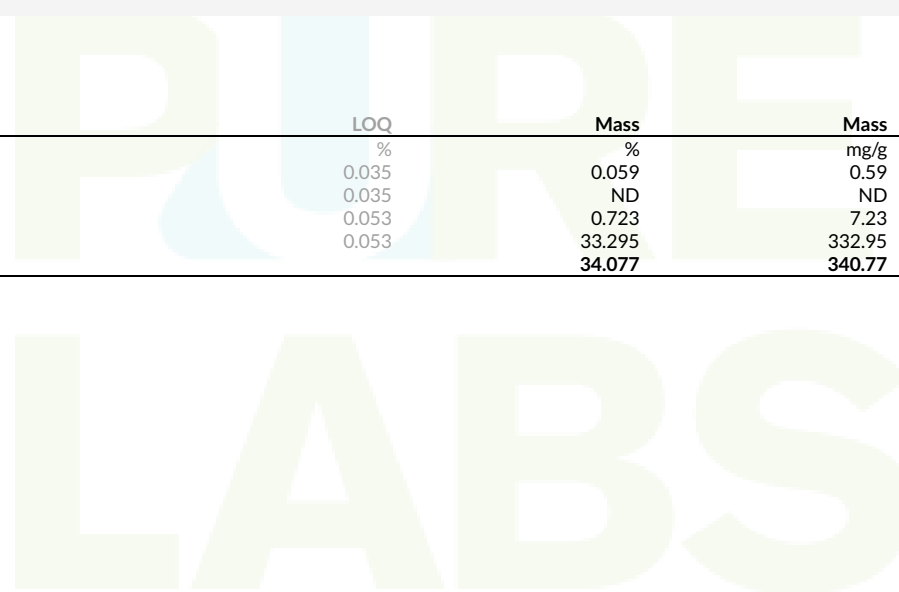 PURE
LOQ Mass Mass
% % mg/g
0.035 0.059 0.59
0.035 ND ND
0.053 0.723 7.23
0.053 33.295 332.95
34.077 340.77
LABS